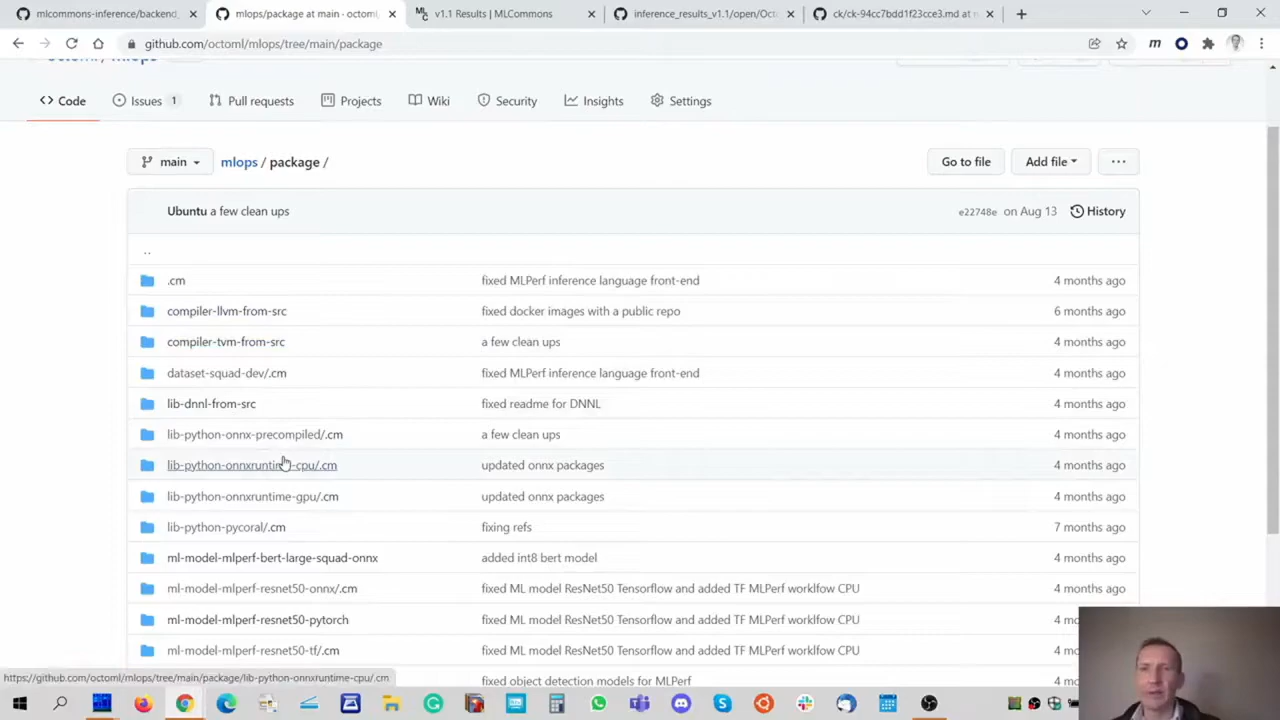 mlcommons-inference/backend_
mlops/package at main · octoml/
v1.1 Results | MLCommons
inference_results_v1.1/open/Oct
ck/ck-94cc7bdd1f23cce3.md at
github.com/octoml/mlops/tree/main/package
octoml / mlops
Code
Issues 1
Pull requests
Projects
Wiki
Security
Insights
Settings
main
mlops / package /
Go to file
Add file
...
Ubuntu a few clean ups
e22748e on Aug 13
History
..
.cm fixed MLPerf inference language front-end 4 months ago
compiler-llvm-from-src fixed docker images with a public repo 6 months ago
compiler-tvm-from-src a few clean ups 4 months ago
dataset-squad-dev/.cm fixed MLPerf inference language front-end 4 months ago
lib-dnnl-from-src fixed readme for DNNL 4 months ago
lib-python-onnx-precompiled/.cm a few clean ups 4 months ago
lib-python-onnxruntime-cpu/.cm updated onnx packages 4 months ago
lib-python-onnxruntime-gpu/.cm updated onnx packages 4 months ago
lib-python-pycoral/.cm fixing refs 7 months ago
ml-model-mlperf-bert-large-squad-onnx added int8 bert model 4 months ago
ml-model-mlperf-resnet50-onnx/.cm fixed ML model ResNet50 Tensorflow and added TF MLPerf worklfow CPU 4 months ago
ml-model-mlperf-resnet50-pytorch fixed ML model ResNet50 Tensorflow and added TF MLPerf worklfow CPU 4 months ago
ml-model-mlperf-resnet50-tf/.cm fixed ML model ResNet50 Tensorflow and added TF MLPerf worklfow CPU 4
fixed object detection models for MLPerf
https://github.com/octoml/mlops/tree/main/package/lib-python-onnxruntime-cpu/.cm